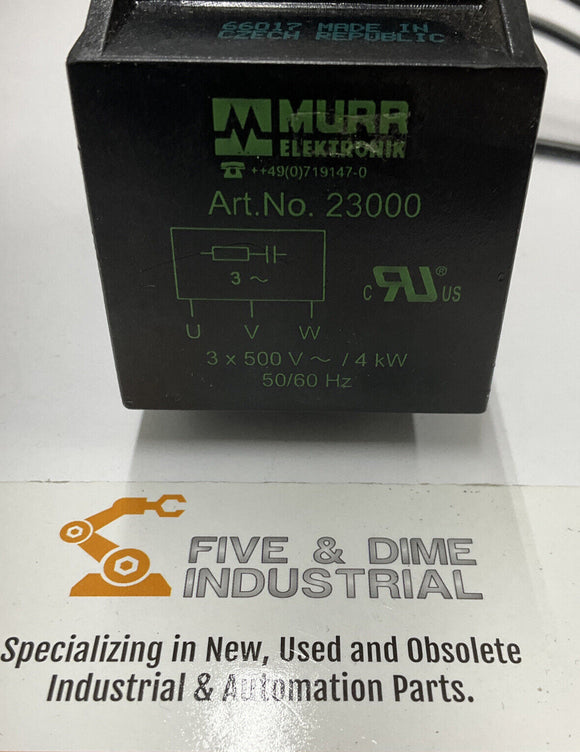 66017 MADE IN
CZECH REPUBLIC
MURR
ELEKTRONIK
☎ ++49(0)719147-0
Art.No. 23000
3 ~
c RU ® US
U V W
3 x 500 V ~ / 4 kW
50/60 Hz
FIVE & DIME
INDUSTRIAL
Specializing in New, Used and Obsolete
Industrial & Automation Parts.